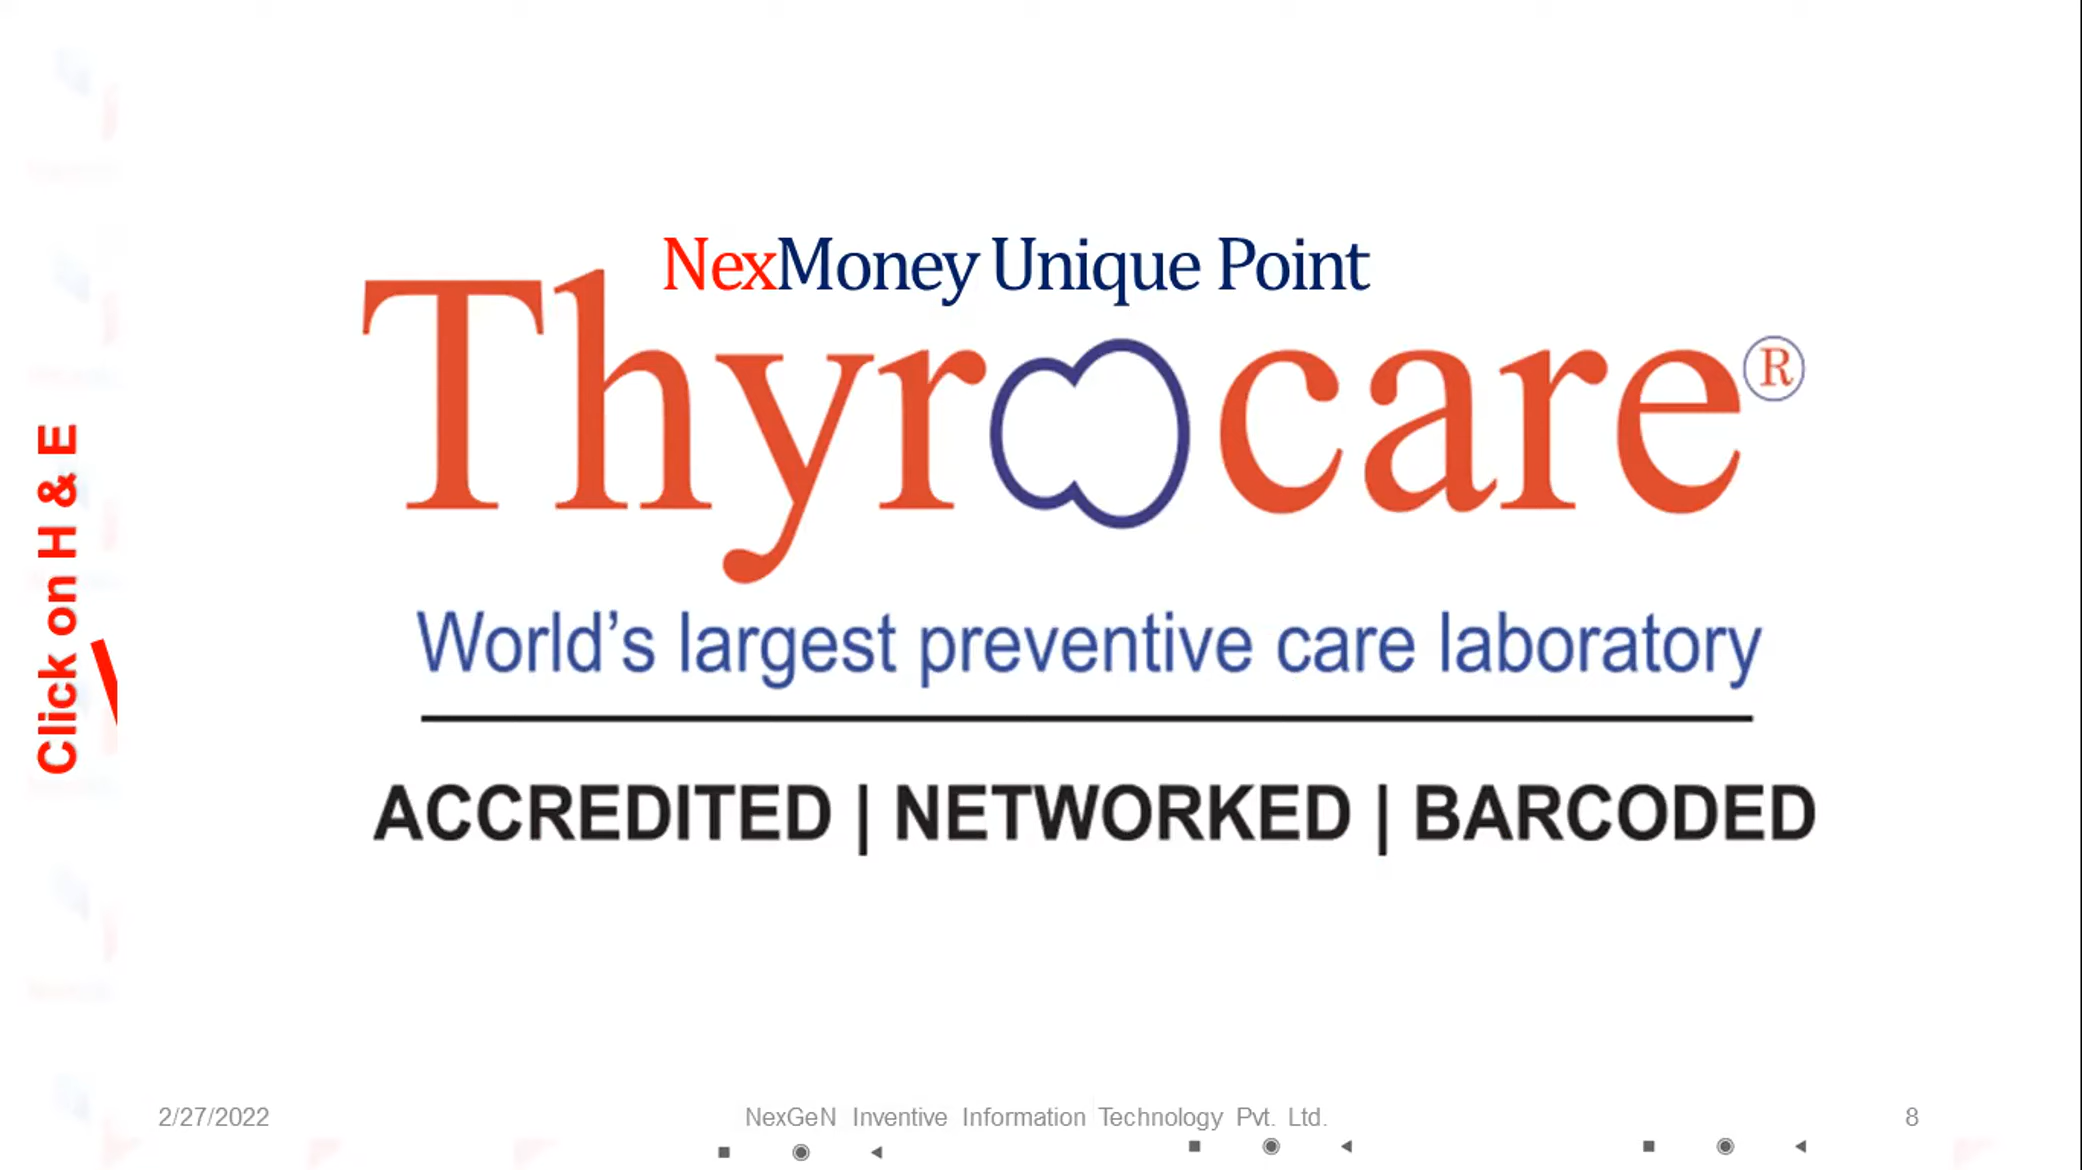 NexMoney Unique Point
Thyrocare®
World's largest preventive care laboratory
ACCREDITED | NETWORKED | BARCODED
Click on H & E
2/27/2022
NexGeN Inventive Information Technology Pvt. Ltd.
8